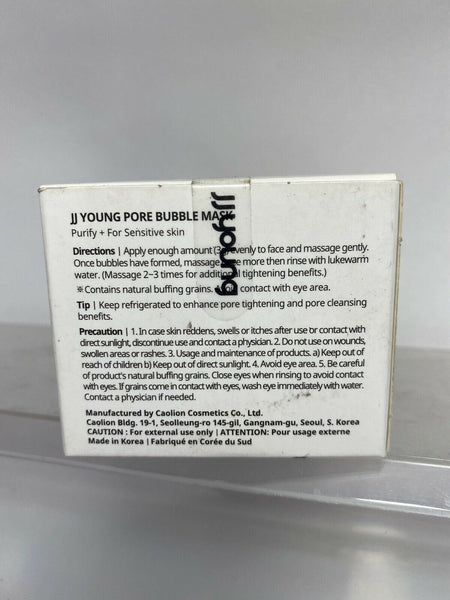 JJ YOUNG PORE BUBBLE MASK
Purify + For Sensitive skin
Directions | Apply enough amount (3g) evenly to face and massage gently.
Once bubbles have formed, massage more then rinse with lukewarm
water. (Massage 2~3 times for additional tightening benefits.)
※Contains natural buffing grains. Avoid contact with eye area.
Tip | Keep refrigerated to enhance pore tightening and pore cleansing
benefits.
Precaution | 1. In case skin reddens, swells or itches after use or contact with
direct sunlight, discontinue use and contact a physician. 2. Do not use on wounds,
swollen areas or rashes. 3. Usage and maintenance of products. a) Keep out of
reach of children b) Keep out of direct sunlight. 4. Avoid eye area. 5. Be careful
of product's natural buffing grains. Close eyes when rinsing to avoid contact
with eyes. If grains come in contact with eyes, wash eye immediately with water.
Contact a physician if needed.
Manufactured by Caolion Cosmetics Co., Ltd.
Caolion Bldg. 19-1, Seolleung-ro 145-gil, Gangnam-gu, Seoul, S. Korea
CAUTION : For external use only | ATTENTION: Pour usage externe
Made in Korea | Fabriqué en Corée du Sud
jjyoung